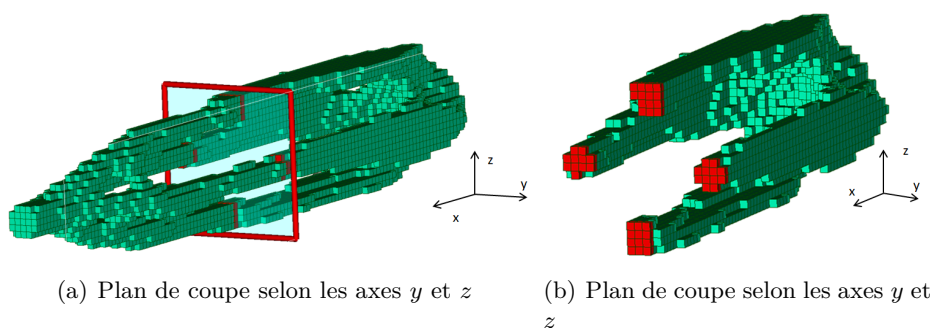 z
y
x
z
y
x
(a) Plan de coupe selon les axes y et z
(b) Plan de coupe selon les axes y et
z